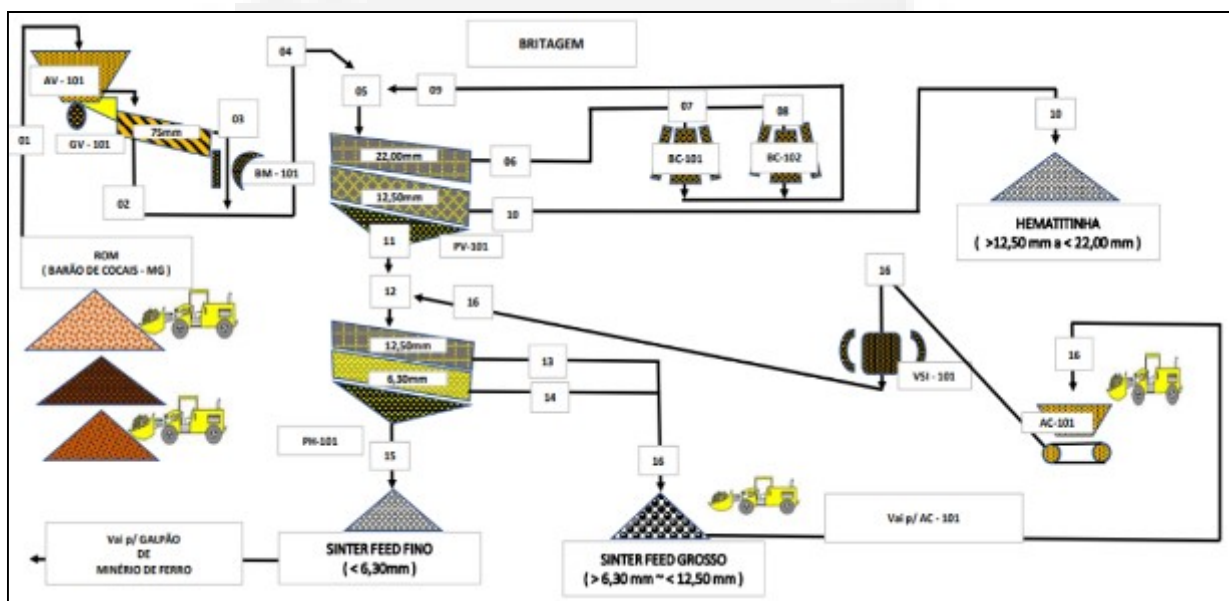 BRITAGEM
04
AV - 101
05
09
07
08
10
01
75mm
03
GV - 101
BM - 101
22,00mm
06
BC-101
BC-102
02
12,50mm
10
HEMATITINHA
( >12,50 mm a < 22,00 mm )
11
PV-101
ROM
( BARÃO DE COCAIS - MG )
12
16
16
12,50mm
13
16
VSI - 101
6,30mm
14
AC-101
PH-101
15
16
Vai p/ GALPÃO
DE
MINÉRIO DE FERRO
SINTER FEED FINO
( < 6,30mm )
SINTER FEED GROSSO
( > 6,30 mm ~ < 12,50 mm )
Vai p/ AC - 101